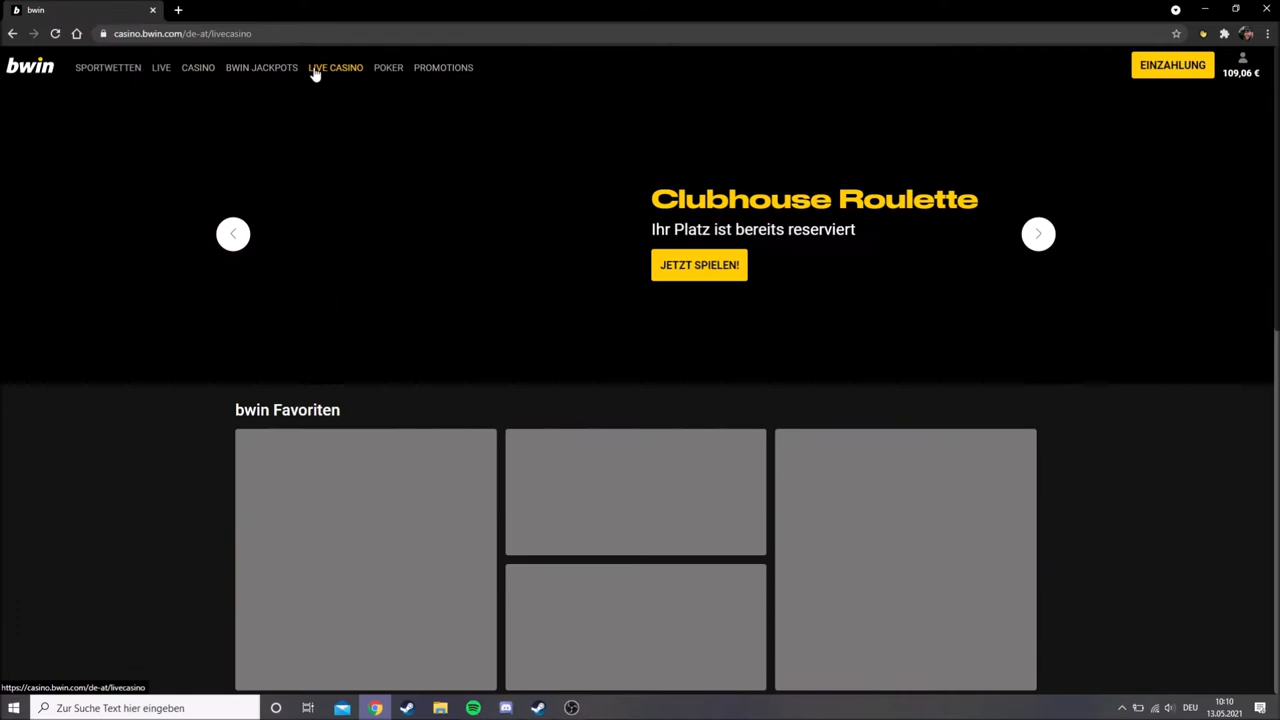 bwin
casino.bwin.com/de-at/livecasino
bwin
SPORTWETTEN
LIVE
CASINO
BWIN JACKPOTS
LIVE CASINO
POKER
PROMOTIONS
EINZAHLUNG
109,06 €
Clubhouse Roulette
Ihr Platz ist bereits reserviert
JETZT SPIELEN!
bwin Favoriten
https://casino.bwin.com/de-at/livecasino
Zur Suche Text hier eingeben
DEU
10:10
13.05.2021